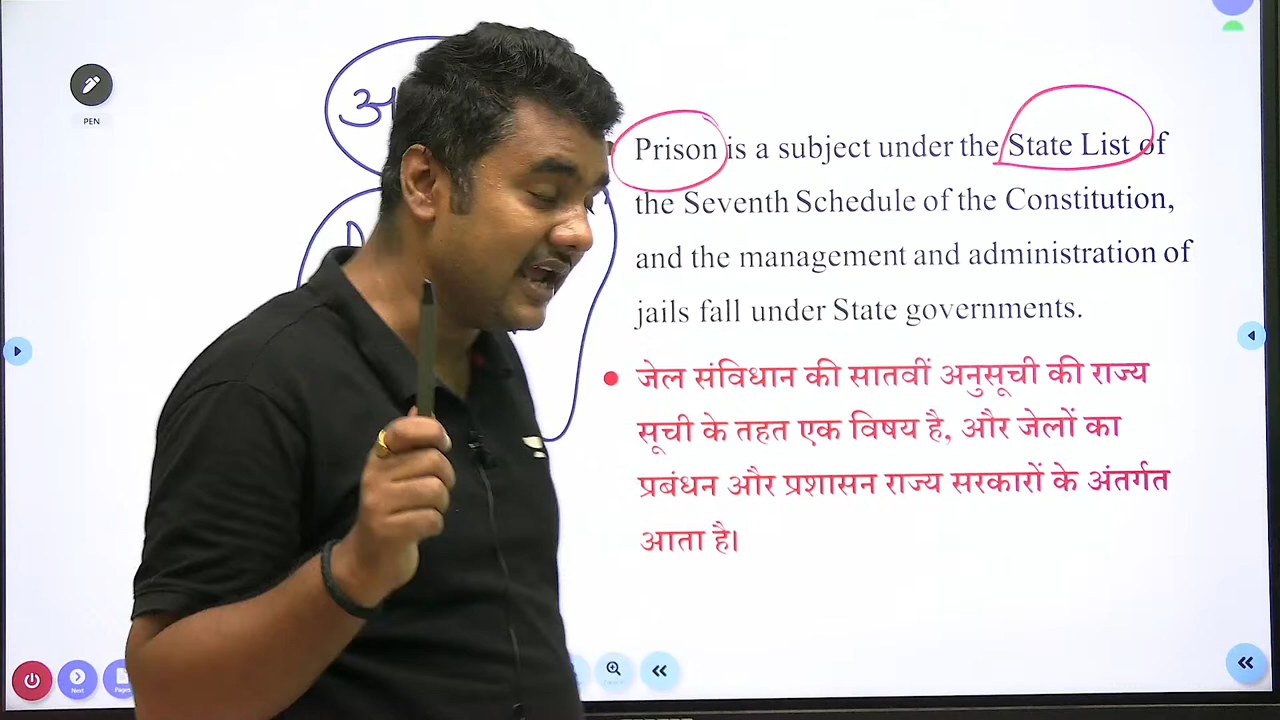 PEN
अ
Prison is a subject under the State List of
the Seventh Schedule of the Constitution,
and the management and administration of
jails fall under State governments.
जेल संविधान की सातवीं अनुसूची की राज्य
सूची के तहत एक विषय है, और जेलों का
प्रबंधन और प्रशासन राज्य सरकारों के अंतर्गत
आता है।
Next
Pages